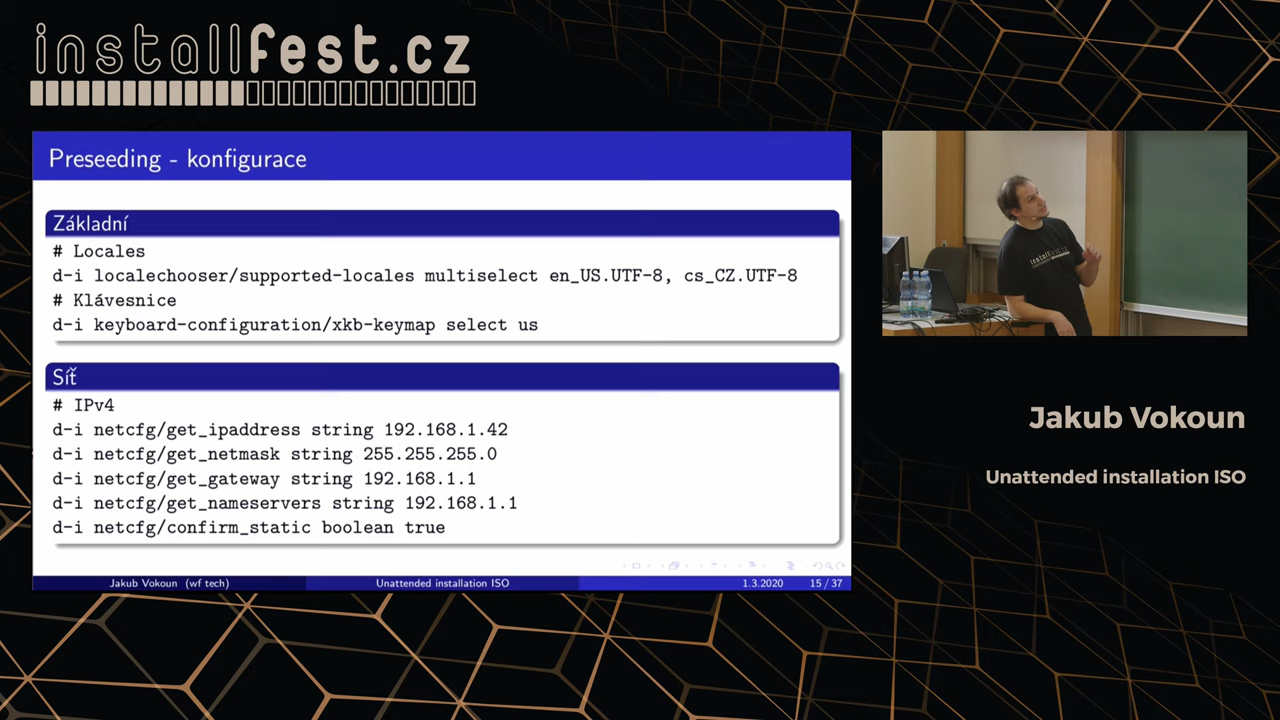 installfest.cz
Preseeding - konfigurace
Základní
# Locales
d-i localechooser/supported-locales multiselect en_US.UTF-8, cs_CZ.UTF-8
# Klávesnice
d-i keyboard-configuration/xkb-keymap select us
Síť
# IPv4
d-i netcfg/get_ipaddress string 192.168.1.42
d-i netcfg/get_netmask string 255.255.255.0
d-i netcfg/get_gateway string 192.168.1.1
d-i netcfg/get_nameservers string 192.168.1.1
d-i netcfg/confirm_static boolean true
Jakub Vokoun (wf tech)
Unattended installation ISO
1.3.2020
15 / 37
installfest.cz
Jakub Vokoun
Unattended installation ISO